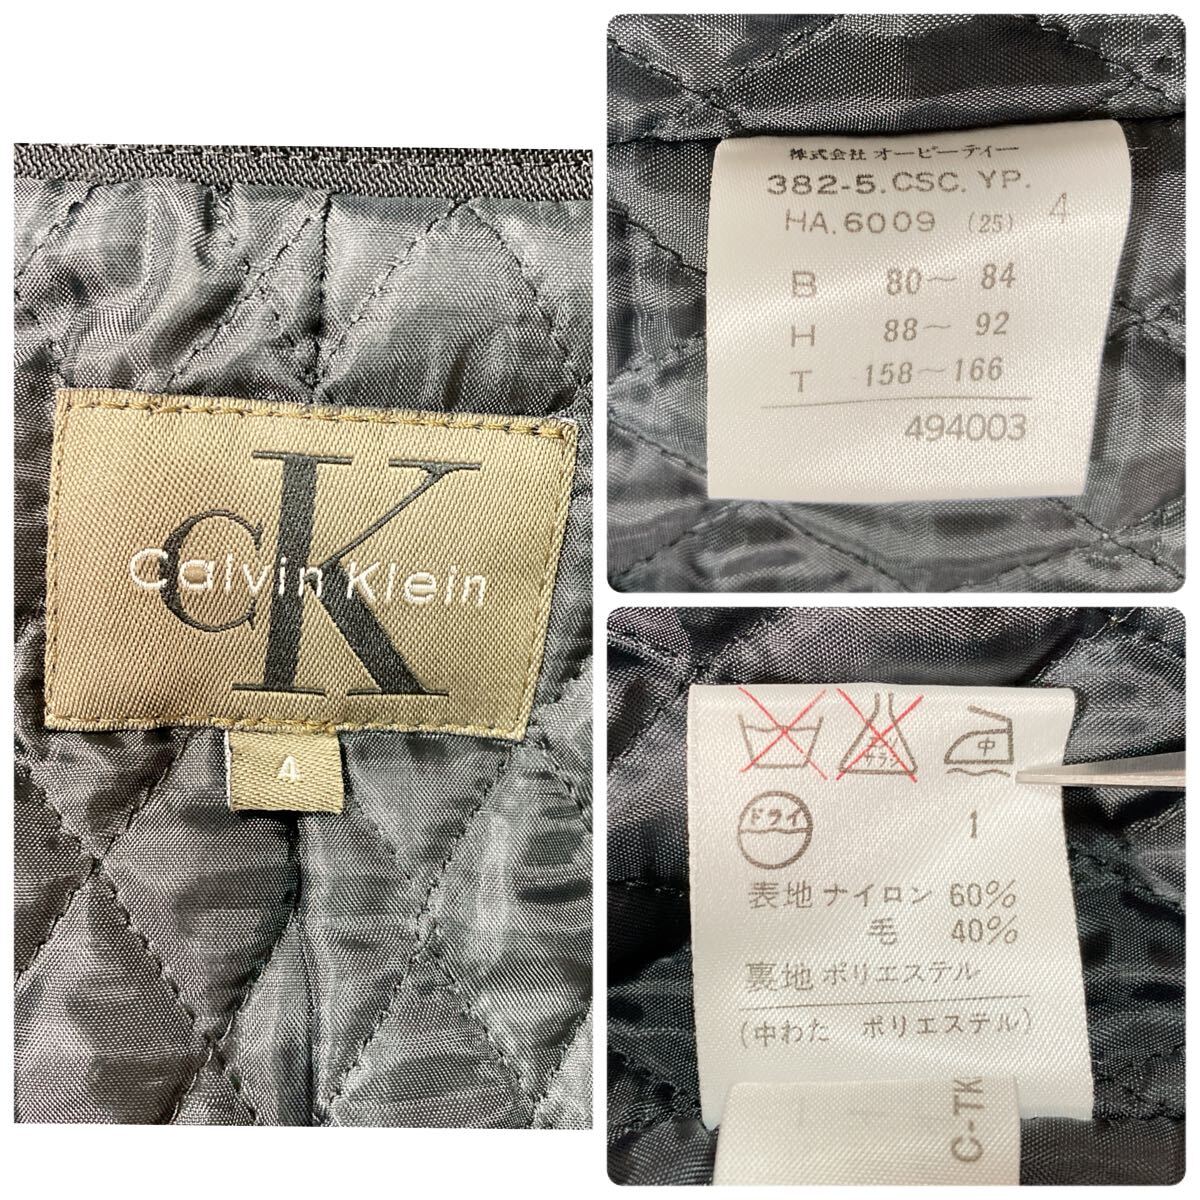 CK
Calvin Klein
4
株式会社 オーピーティー
382-5.CSC. YP.
HA.6009 (25) 4
B 80～ 84
H 88～ 92
T 158～166
494003
中
ドライ
1
表地 ナイロン 60%
毛 40%
裏地 ポリエステル
(中わた ポリエステル)
C-TK